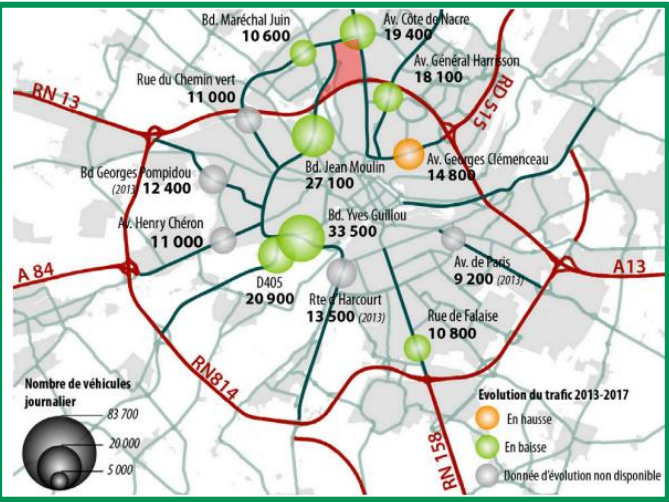 Bd. Maréchal Juin
10 600
Av. Côte de Nacre
19 400
Av. Général Harrisson
18 100
Rue du Chemin vert
11 000
RN 13
RD 515
Bd. Jean Moulin
27 100
Av. Georges Clémenceau
14 800
Bd Georges Pompidou
(2013) 12 400
Bd. Yves Guillou
33 500
Av. Henry Chéron
11 000
A 84
D405
20 900
Rte d'Harcourt
13 500 (2013)
Av. de Paris
9 200 (2013)
A13
Rue de Falaise
10 800
RN814
RN 158
Nombre de véhicules
journalier
83 700
20 000
5 000
Evolution du trafic 2013-2017
En hausse
En baisse
Donnée d'évolution non disponible